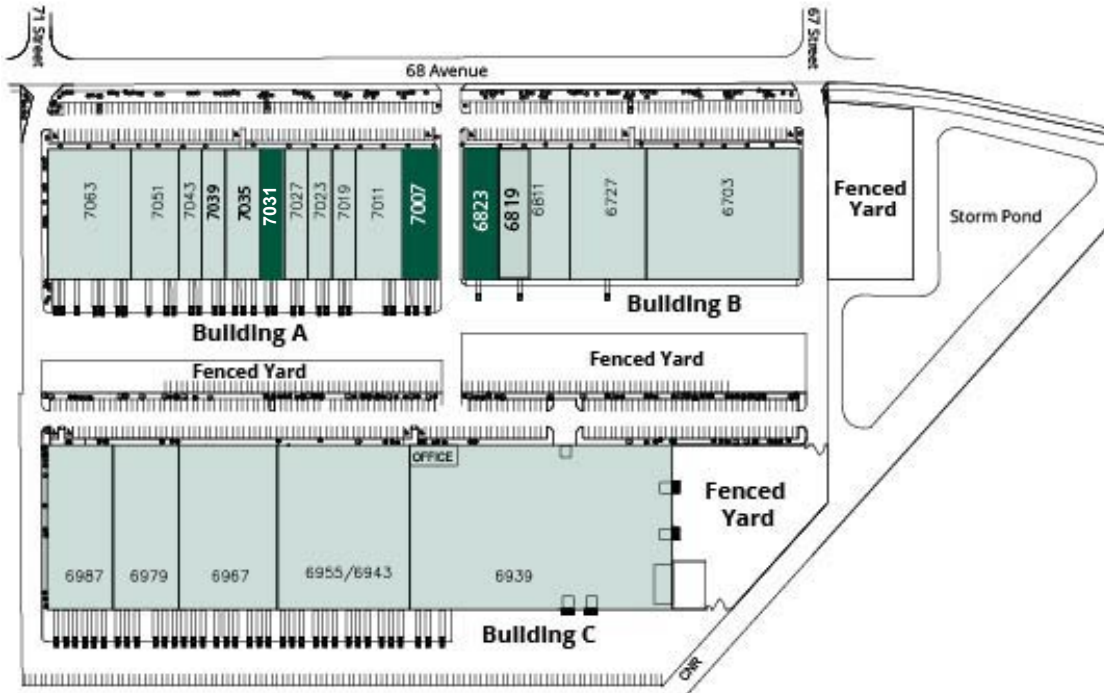 71 Street
67 Street
68 Avenue
7063
7051
7043
7039
7035
7031
7027
7023
7019
7011
7007
6823
6819
6811
6727
6703
Fenced
Yard
Storm Pond
Building A
Building B
Fenced Yard
Fenced Yard
OFFICE
Fenced
Yard
6987
6979
6967
6955/6943
6939
Building C
CNR